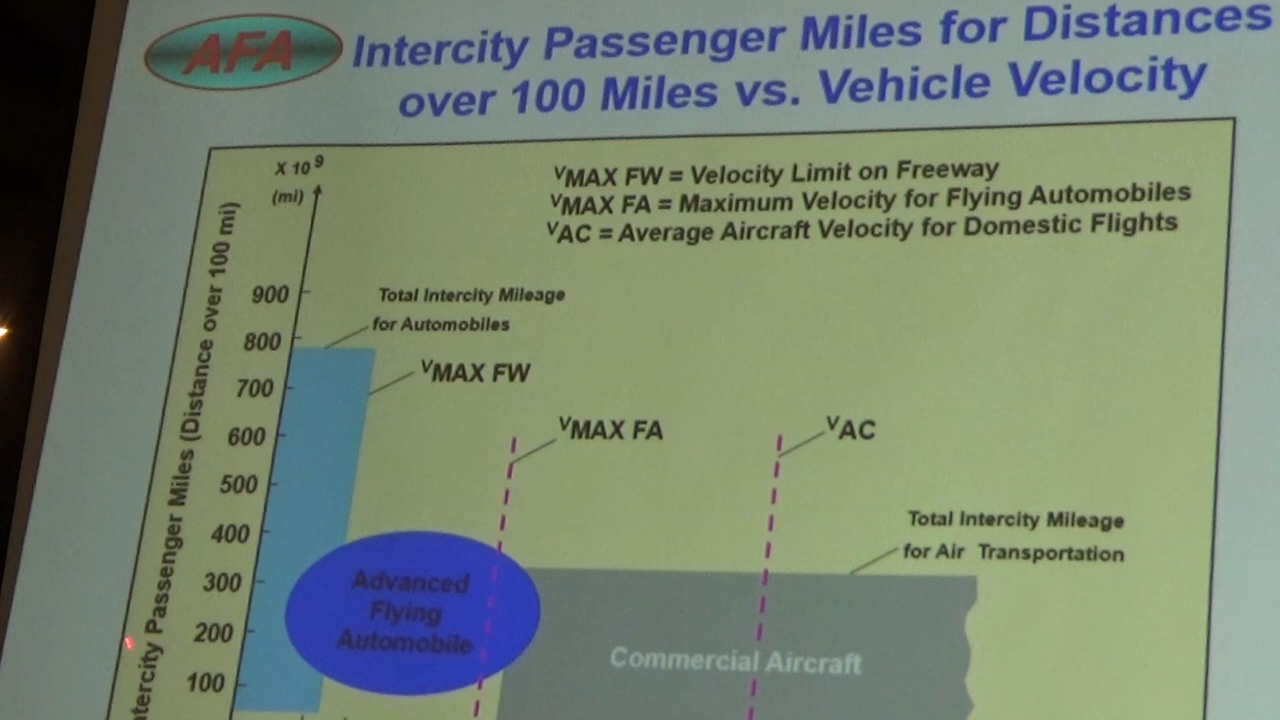 AFA
Intercity Passenger Miles for Distances
over 100 Miles vs. Vehicle Velocity
X 10 9
(mi)
VMAX FW = Velocity Limit on Freeway
VMAX FA = Maximum Velocity for Flying Automobiles
VAC = Average Aircraft Velocity for Domestic Flights
Intercity Passenger Miles (Distance over 100 mi)
900
800
700
600
500
400
300
200
100
Total Intercity Mileage
for Automobiles
VMAX FW
VMAX FA
VAC
Total Intercity Mileage
for Air Transportation
Advanced
Flying
Automobile
Commercial Aircraft